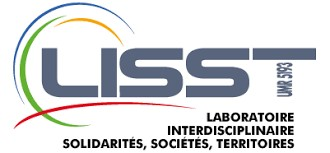 LISST
UMR 5193
LABORATOIRE
INTERDISCIPLINAIRE
SOLIDARITÉS, SOCIÉTÉS, TERRITOIRES